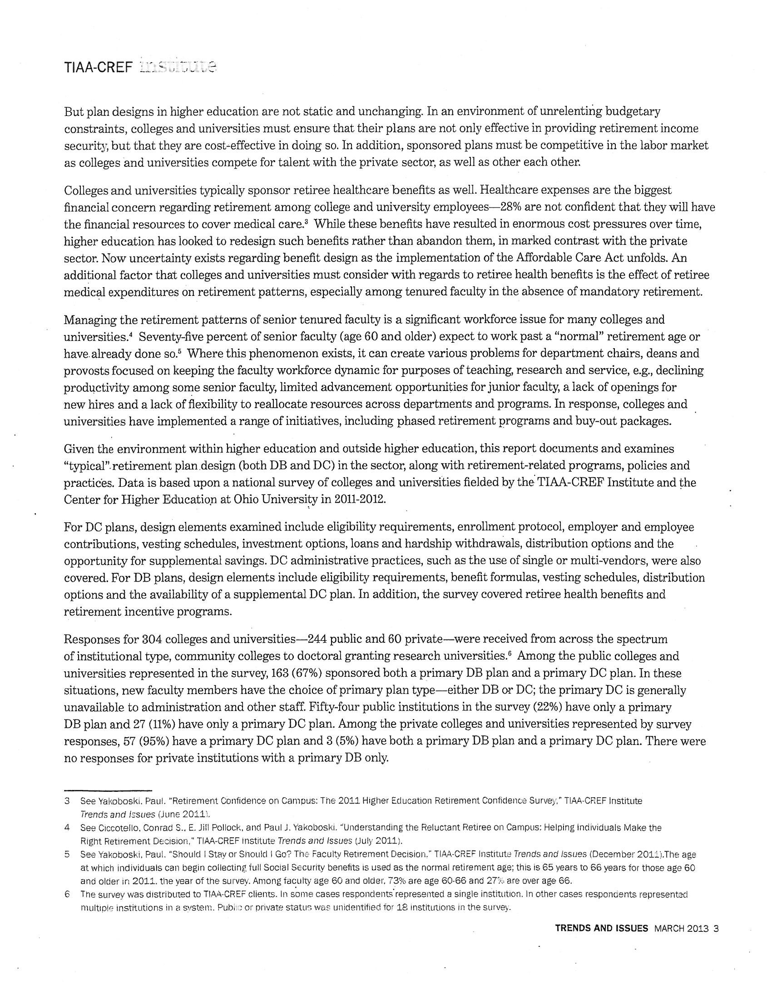 TIAA-CREF institute
But plan designs in higher education are not static and unchanging. In an environment of unrelenting budgetary
constraints, colleges and universities must ensure that their plans are not only effective in providing retirement income
security, but that they are cost-effective in doing so. In addition, sponsored plans must be competitive in the labor market
as colleges and universities compete for talent with the private sector, as well as other each other.
Colleges and universities typically sponsor retiree healthcare benefits as well. Healthcare expenses are the biggest
financial concern regarding retirement among college and university employees—28% are not confident that they will have
the financial resources to cover medical care.³ While these benefits have resulted in enormous cost pressures over time,
higher education has looked to redesign such benefits rather than abandon them, in marked contrast with the private
sector. Now uncertainty exists regarding benefit design as the implementation of the Affordable Care Act unfolds. An
additional factor that colleges and universities must consider with regards to retiree health benefits is the effect of retiree
medical expenditures on retirement patterns, especially among tenured faculty in the absence of mandatory retirement.
Managing the retirement patterns of senior tenured faculty is a significant workforce issue for many colleges and
universities.⁴ Seventy-five percent of senior faculty (age 60 and older) expect to work past a “normal” retirement age or
have already done so.⁵ Where this phenomenon exists, it can create various problems for department chairs, deans and
provosts focused on keeping the faculty workforce dynamic for purposes of teaching, research and service, e.g., declining
productivity among some senior faculty, limited advancement opportunities for junior faculty, a lack of openings for
new hires and a lack of flexibility to reallocate resources across departments and programs. In response, colleges and
universities have implemented a range of initiatives, including phased retirement programs and buy-out packages.
Given the environment within higher education and outside higher education, this report documents and examines
“typical” retirement plan design (both DB and DC) in the sector, along with retirement-related programs, policies and
practices. Data is based upon a national survey of colleges and universities fielded by the TIAA-CREF Institute and the
Center for Higher Education at Ohio University in 2011-2012.
For DC plans, design elements examined include eligibility requirements, enrollment protocol, employer and employee
contributions, vesting schedules, investment options, loans and hardship withdrawals, distribution options and the
opportunity for supplemental savings. DC administrative practices, such as the use of single or multi-vendors, were also
covered. For DB plans, design elements include eligibility requirements, benefit formulas, vesting schedules, distribution
options and the availability of a supplemental DC plan. In addition, the survey covered retiree health benefits and
retirement incentive programs.
Responses for 304 colleges and universities—244 public and 60 private—were received from across the spectrum
of institutional type, community colleges to doctoral granting research universities.⁶ Among the public colleges and
universities represented in the survey, 163 (67%) sponsored both a primary DB plan and a primary DC plan. In these
situations, new faculty members have the choice of primary plan type—either DB or DC; the primary DC is generally
unavailable to administration and other staff. Fifty-four public institutions in the survey (22%) have only a primary
DB plan and 27 (11%) have only a primary DC plan. Among the private colleges and universities represented by survey
responses, 57 (95%) have a primary DC plan and 3 (5%) have both a primary DB plan and a primary DC plan. There were
no responses for private institutions with a primary DB only.
3 See Yakoboski, Paul. “Retirement Confidence on Campus: The 2011 Higher Education Retirement Confidence Survey,” TIAA-CREF Institute
Trends and Issues (June 2011).
4 See Ciccotello, Conrad S., E. Jill Pollock, and Paul J. Yakoboski. “Understanding the Reluctant Retiree on Campus: Helping Individuals Make the
Right Retirement Decision,” TIAA-CREF Institute Trends and Issues (July 2011).
5 See Yakoboski, Paul. “Should I Stay or Should I Go? The Faculty Retirement Decision,” TIAA-CREF Institute Trends and Issues (December 2011).The age
at which individuals can begin collecting full Social Security benefits is used as the normal retirement age; this is 65 years to 66 years for those age 60
and older in 2011, the year of the survey. Among faculty age 60 and older, 73% are age 60-66 and 27% are over age 66.
6 The survey was distributed to TIAA-CREF clients. In some cases respondents represented a single institution. In other cases respondents represented
multiple institutions in a system. Public or private status was unidentified for 18 institutions in the survey.
TRENDS AND ISSUES MARCH 2013 3